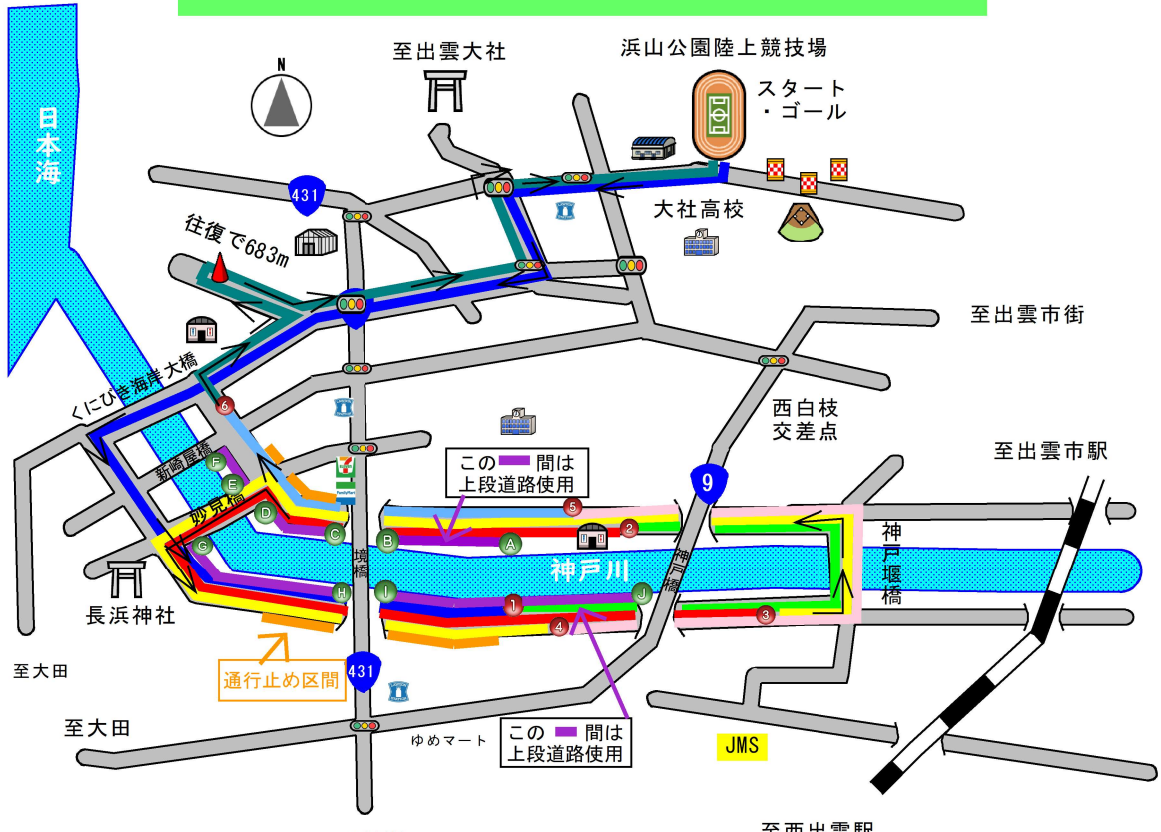 N
至出雲大社
浜山公園陸上競技場
スタート
・ゴール
日本海
431
大社高校
往復で683m
至出雲市街
くにびき海岸大橋
西白枝
交差点
新崎屋橋
この 間は
上段道路使用
至出雲市駅
9
妙見橋
6
F
E
D
C
B
A
5
2
G
H
I
1
J
3
4
境橋
神戸川
神戸橋
神戸堰橋
長浜神社
至大田
通行止め区間
431
至大田
ゆめマート
この 間は
上段道路使用
JMS
至西出雲駅